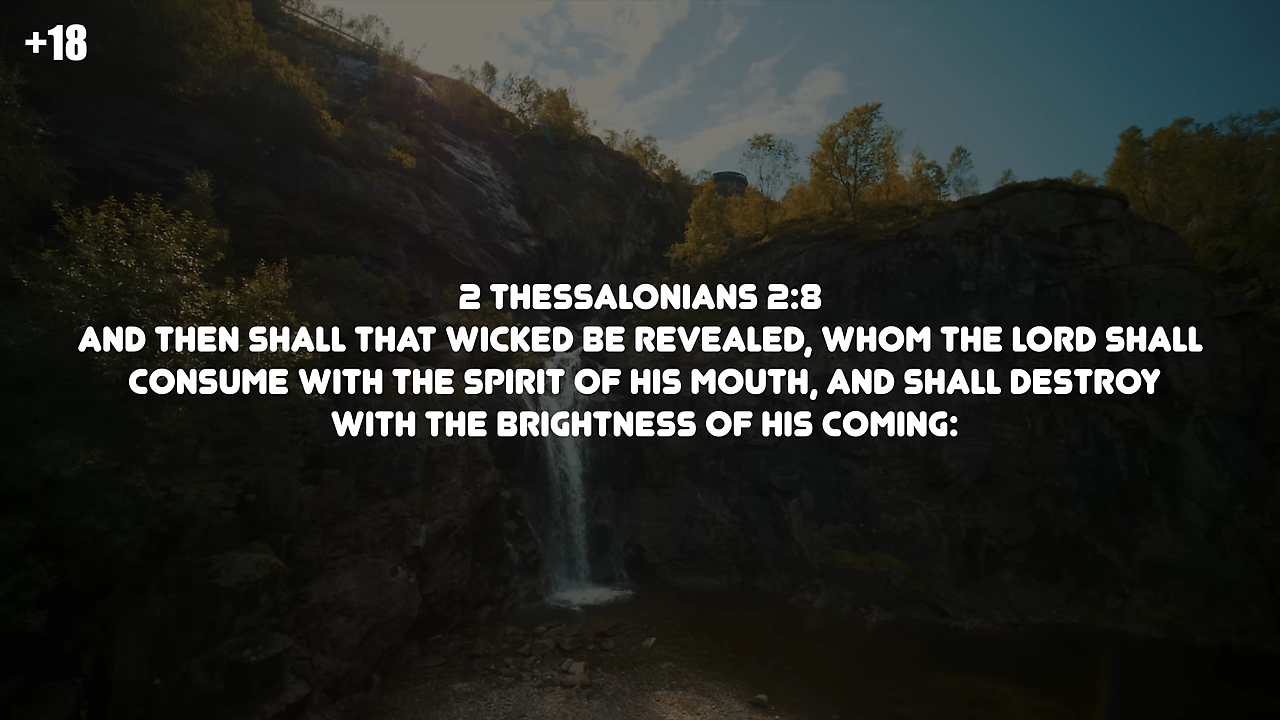 +18
2 THESSALONIANS 2:8
AND THEN SHALL THAT WICKED BE REVEALED, WHOM THE LORD SHALL
CONSUME WITH THE SPIRIT OF HIS MOUTH, AND SHALL DESTROY
WITH THE BRIGHTNESS OF HIS COMING: